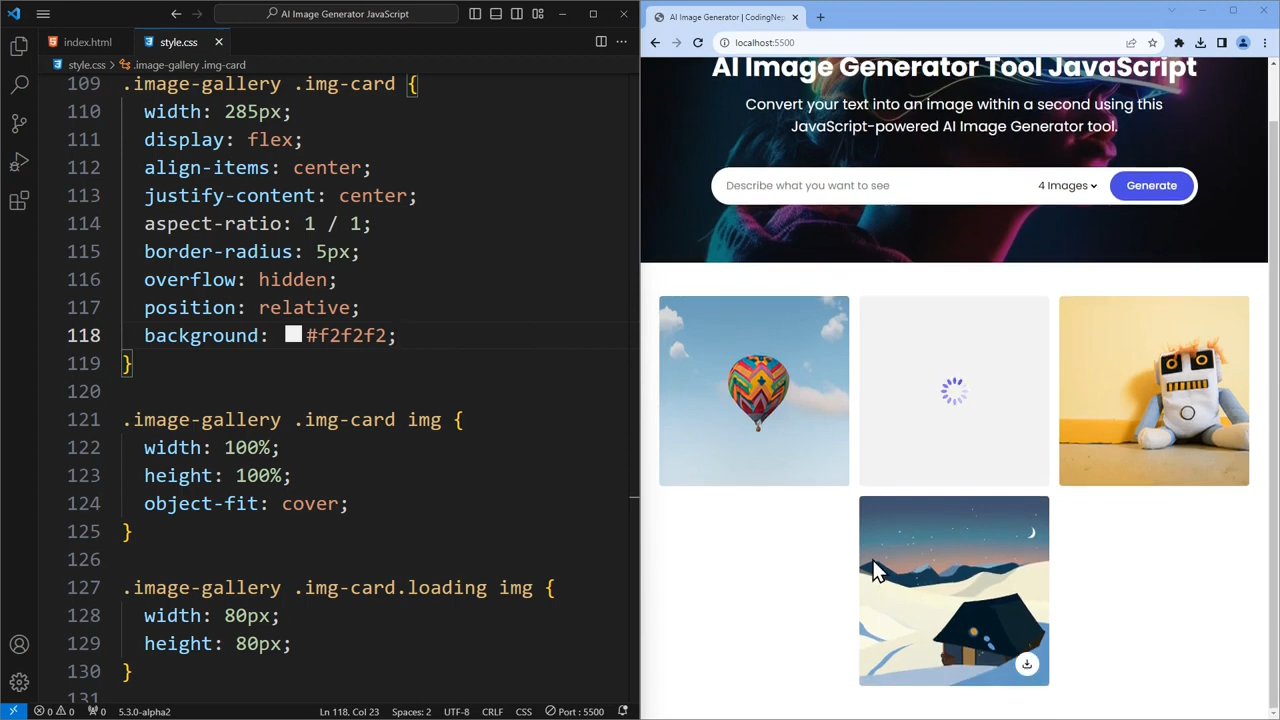 AI Image Generator JavaScript
index.html
style.css
style.css > .image-gallery .img-card
109 .image-gallery .img-card {
110 width: 285px;
111 display: flex;
112 align-items: center;
113 justify-content: center;
114 aspect-ratio: 1 / 1;
115 border-radius: 5px;
116 overflow: hidden;
117 position: relative;
118 background: #f2f2f2;
119 }
120
121 .image-gallery .img-card img {
122 width: 100%;
123 height: 100%;
124 object-fit: cover;
125 }
126
127 .image-gallery .img-card.loading img {
128 width: 80px;
129 height: 80px;
130 }
131
0 0 0 5.3.0-alpha2 Ln 118, Col 23 Spaces: 2 UTF-8 CRLF CSS Port : 5500
AI Image Generator | CodingNep
localhost:5500
AI Image Generator Tool JavaScript
Convert your text into an image within a second using this
JavaScript-powered AI Image Generator tool.
Describe what you want to see
4 Images
Generate